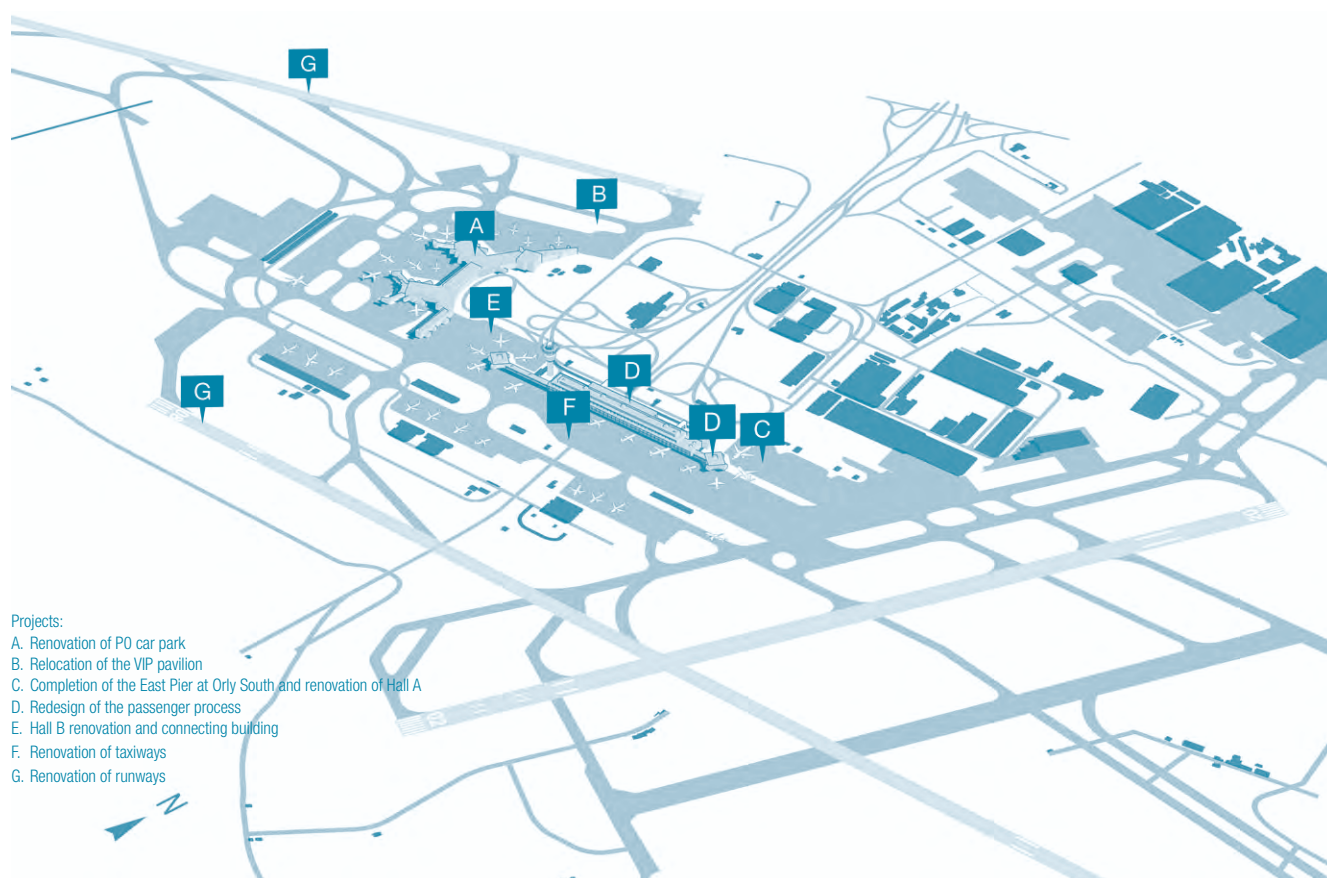 G
B
A
E
D
G
F
D
C
Projects:
A. Renovation of P0 car park
B. Relocation of the VIP pavilion
C. Completion of the East Pier at Orly South and renovation of Hall A
D. Redesign of the passenger process
E. Hall B renovation and connecting building
F. Renovation of taxiways
G. Renovation of runways
N